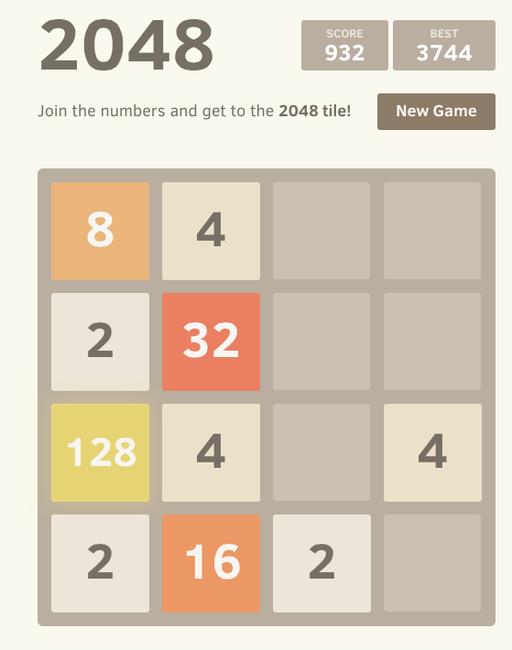 2048
SCORE
932
BEST
3744
Join the numbers and get to the 2048 tile!
New Game
8 4
2 32
128 4 4
2 16 2